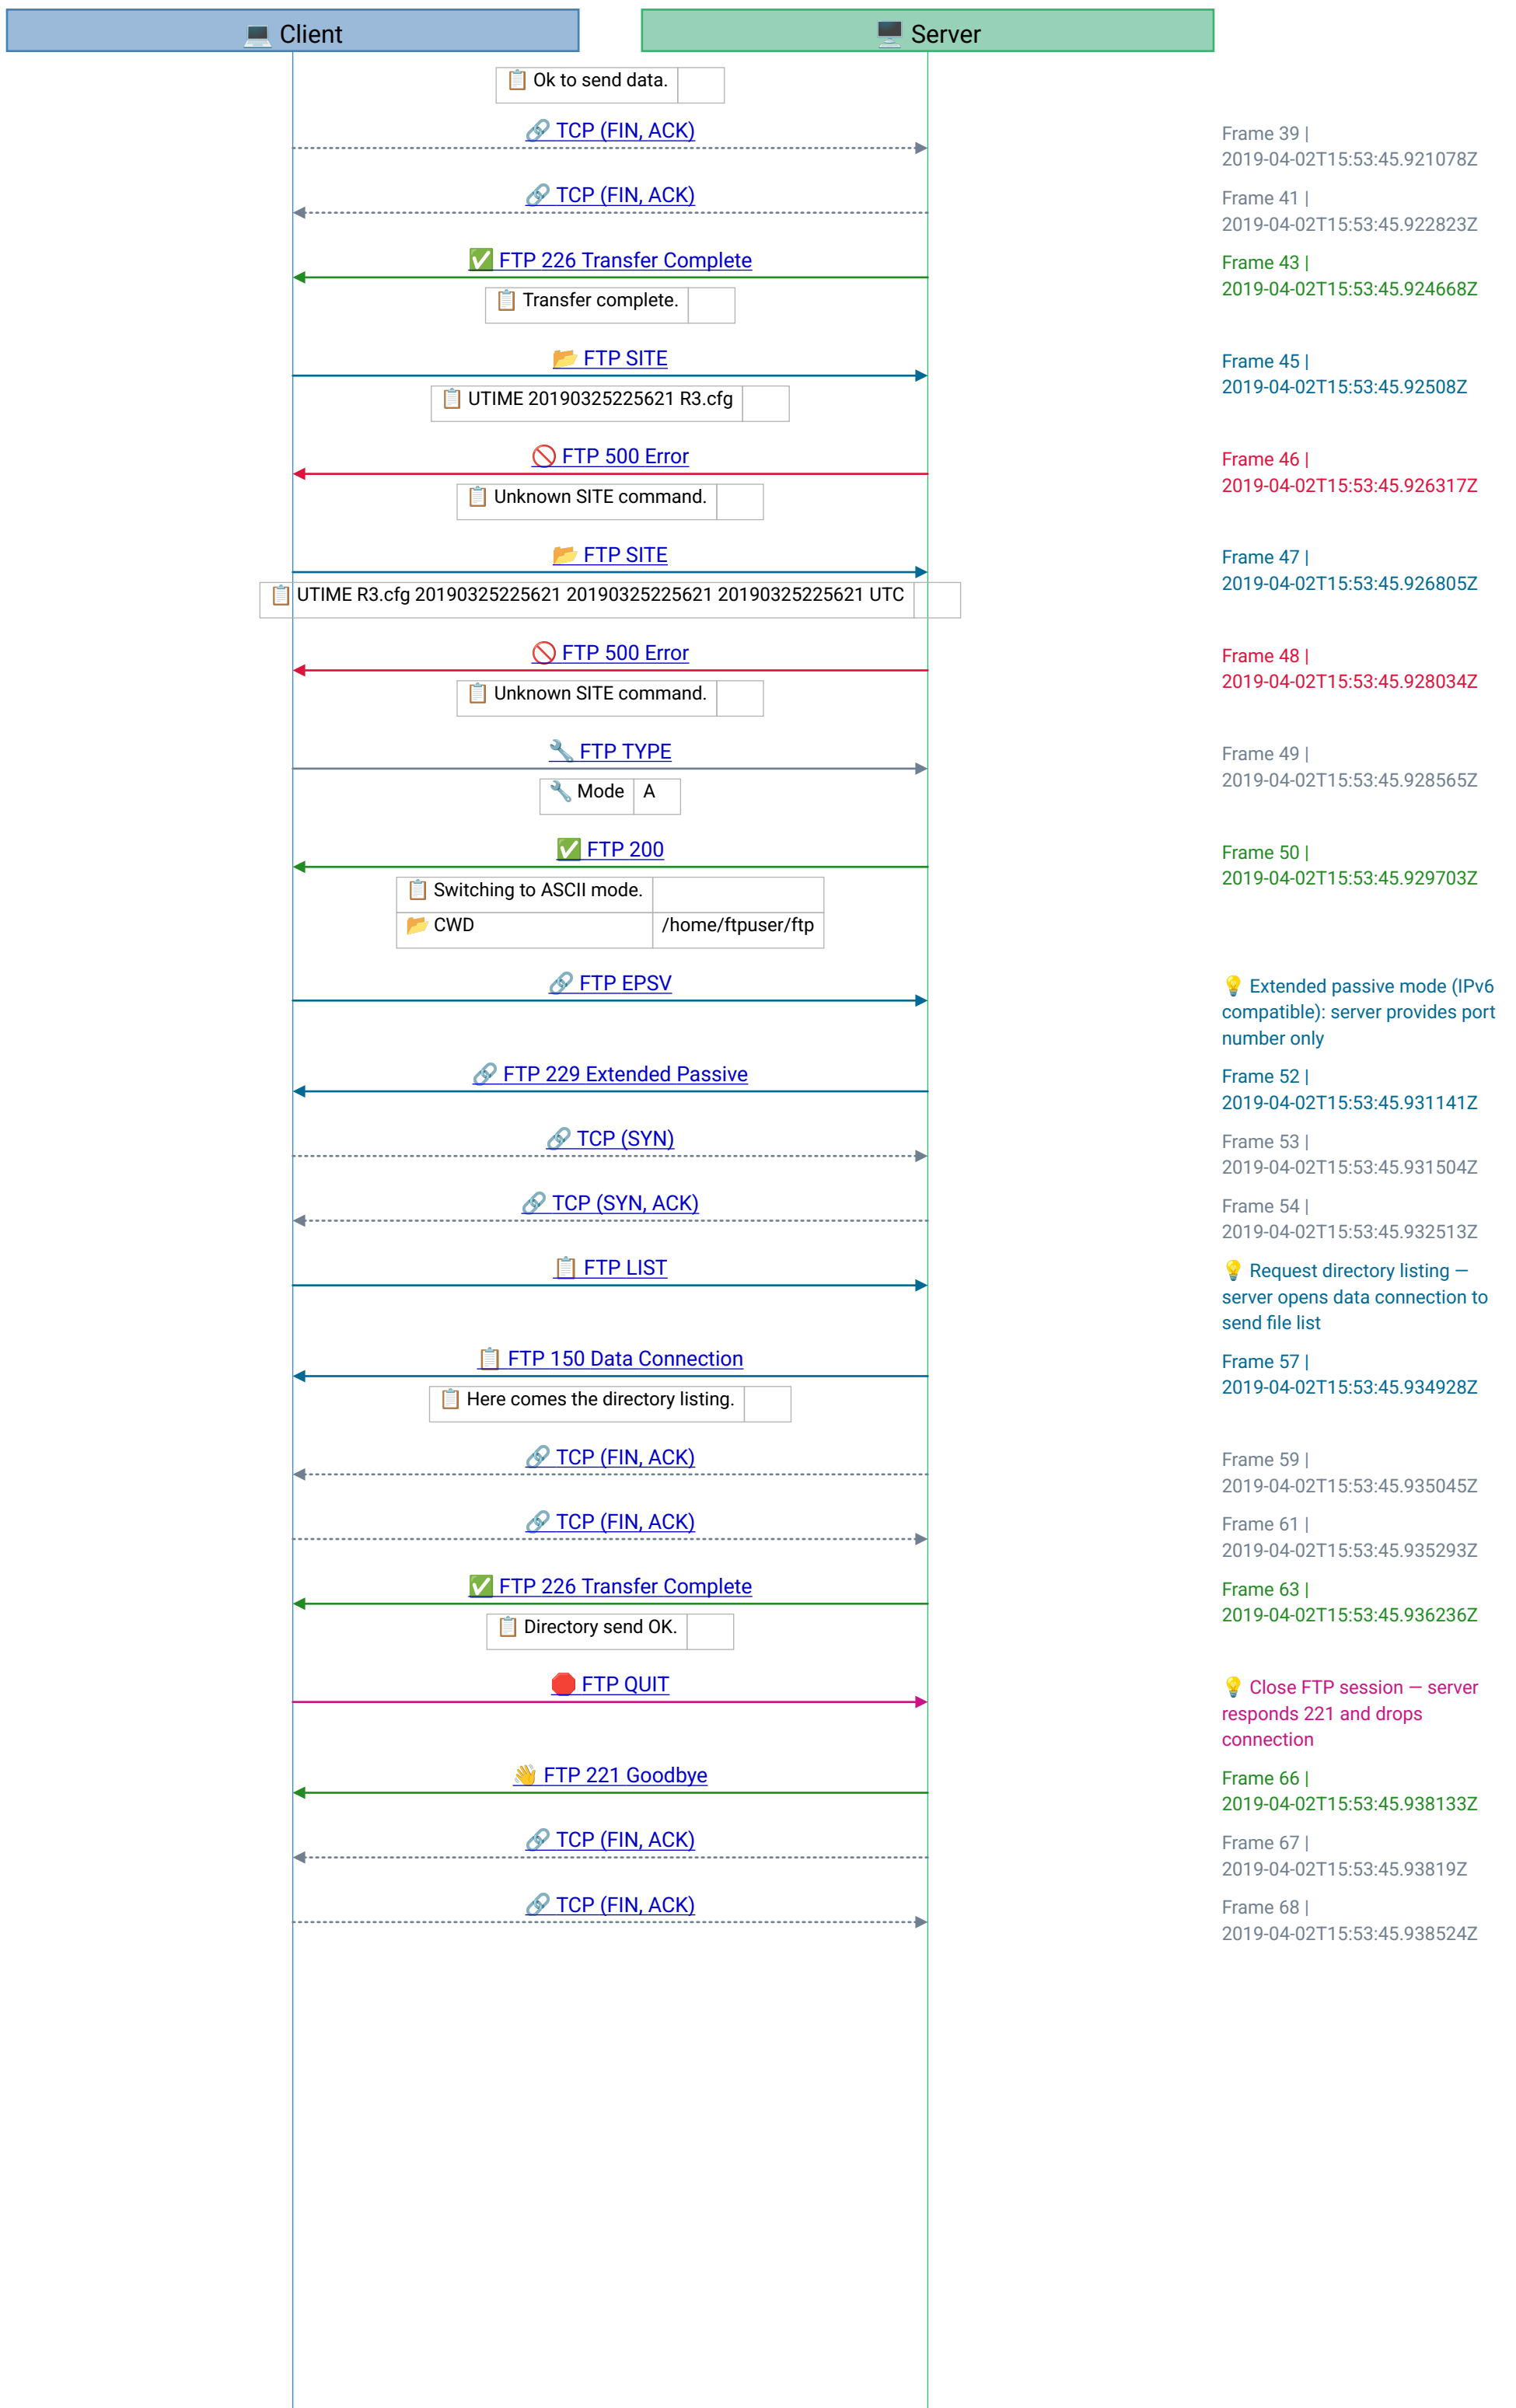 💻 Client
🖥️ Server
📋 Ok to send data.
🔗 TCP (FIN, ACK)
Frame 39 |
2019-04-02T15:53:45.921078Z
🔗 TCP (FIN, ACK)
Frame 41 |
2019-04-02T15:53:45.922823Z
✅ FTP 226 Transfer Complete
Frame 43 |
2019-04-02T15:53:45.924668Z
📋 Transfer complete.
📂 FTP SITE
Frame 45 |
2019-04-02T15:53:45.92508Z
📋 UTIME 20190325225621 R3.cfg
🚫 FTP 500 Error
Frame 46 |
2019-04-02T15:53:45.926317Z
📋 Unknown SITE command.
📂 FTP SITE
Frame 47 |
2019-04-02T15:53:45.926805Z
📋 UTIME R3.cfg 20190325225621 20190325225621 20190325225621 UTC
🚫 FTP 500 Error
Frame 48 |
2019-04-02T15:53:45.928034Z
📋 Unknown SITE command.
🔧 FTP TYPE
Frame 49 |
2019-04-02T15:53:45.928565Z
🔧 Mode A
✅ FTP 200
Frame 50 |
2019-04-02T15:53:45.929703Z
📋 Switching to ASCII mode.
📂 CWD /home/ftpuser/ftp
🔗 FTP EPSV
💡 Extended passive mode (IPv6
compatible): server provides port
number only
🔗 FTP 229 Extended Passive
Frame 52 |
2019-04-02T15:53:45.931141Z
🔗 TCP (SYN)
Frame 53 |
2019-04-02T15:53:45.931504Z
🔗 TCP (SYN, ACK)
Frame 54 |
2019-04-02T15:53:45.932513Z
📋 FTP LIST
💡 Request directory listing —
server opens data connection to
send file list
📋 FTP 150 Data Connection
Frame 57 |
2019-04-02T15:53:45.934928Z
📋 Here comes the directory listing.
🔗 TCP (FIN, ACK)
Frame 59 |
2019-04-02T15:53:45.935045Z
🔗 TCP (FIN, ACK)
Frame 61 |
2019-04-02T15:53:45.935293Z
✅ FTP 226 Transfer Complete
Frame 63 |
2019-04-02T15:53:45.936236Z
📋 Directory send OK.
🛑 FTP QUIT
💡 Close FTP session — server
responds 221 and drops
connection
👋 FTP 221 Goodbye
Frame 66 |
2019-04-02T15:53:45.938133Z
🔗 TCP (FIN, ACK)
Frame 67 |
2019-04-02T15:53:45.93819Z
🔗 TCP (FIN, ACK)
Frame 68 |
2019-04-02T15:53:45.938524Z